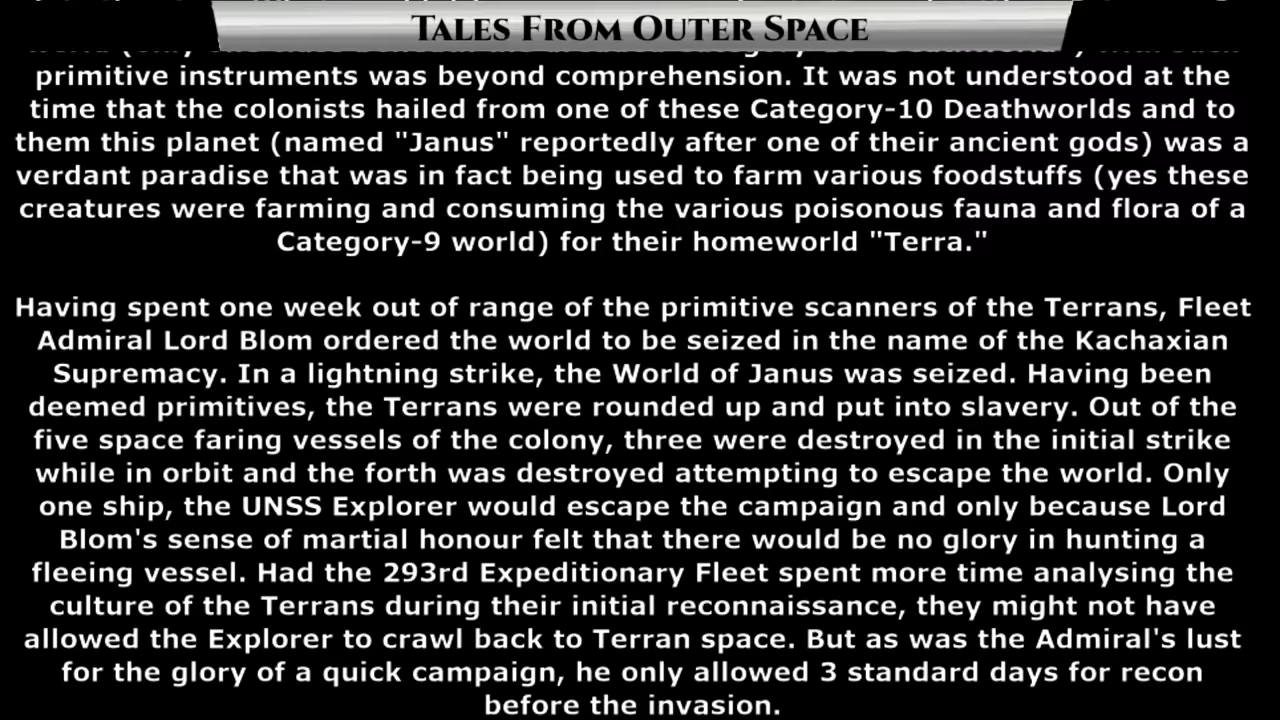 Tales From Outer Space
primitive instruments was beyond comprehension. It was not understood at the
time that the colonists hailed from one of these Category-10 Deathworlds and to
them this planet (named "Janus" reportedly after one of their ancient gods) was a
verdant paradise that was in fact being used to farm various foodstuffs (yes these
creatures were farming and consuming the various poisonous fauna and flora of a
Category-9 world) for their homeworld "Terra."
Having spent one week out of range of the primitive scanners of the Terrans, Fleet
Admiral Lord Blom ordered the world to be seized in the name of the Kachaxian
Supremacy. In a lightning strike, the World of Janus was seized. Having been
deemed primitives, the Terrans were rounded up and put into slavery. Out of the
five space faring vessels of the colony, three were destroyed in the initial strike
while in orbit and the forth was destroyed attempting to escape the world. Only
one ship, the UNSS Explorer would escape the campaign and only because Lord
Blom's sense of martial honour felt that there would be no glory in hunting a
fleeing vessel. Had the 293rd Expeditionary Fleet spent more time analysing the
culture of the Terrans during their initial reconnaissance, they might not have
allowed the Explorer to crawl back to Terran space. But as was the Admiral's lust
for the glory of a quick campaign, he only allowed 3 standard days for recon
before the invasion.